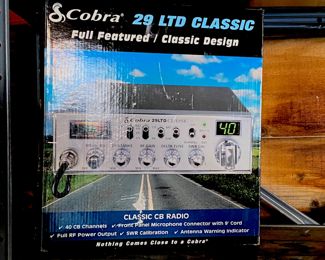 Cobra® 29 LTD CLASSIC
Full Featured / Classic Design
Cobra 29 LTD CLASSIC
40
CLASSIC CB RADIO
✓ 40 CB Channels ✓ Front Panel Microphone Connector with 9' Cord
✓ Full RF Power Output ✓ SWR Calibration ✓ Antenna Warning Indicator
Nothing Comes Close to a Cobra®